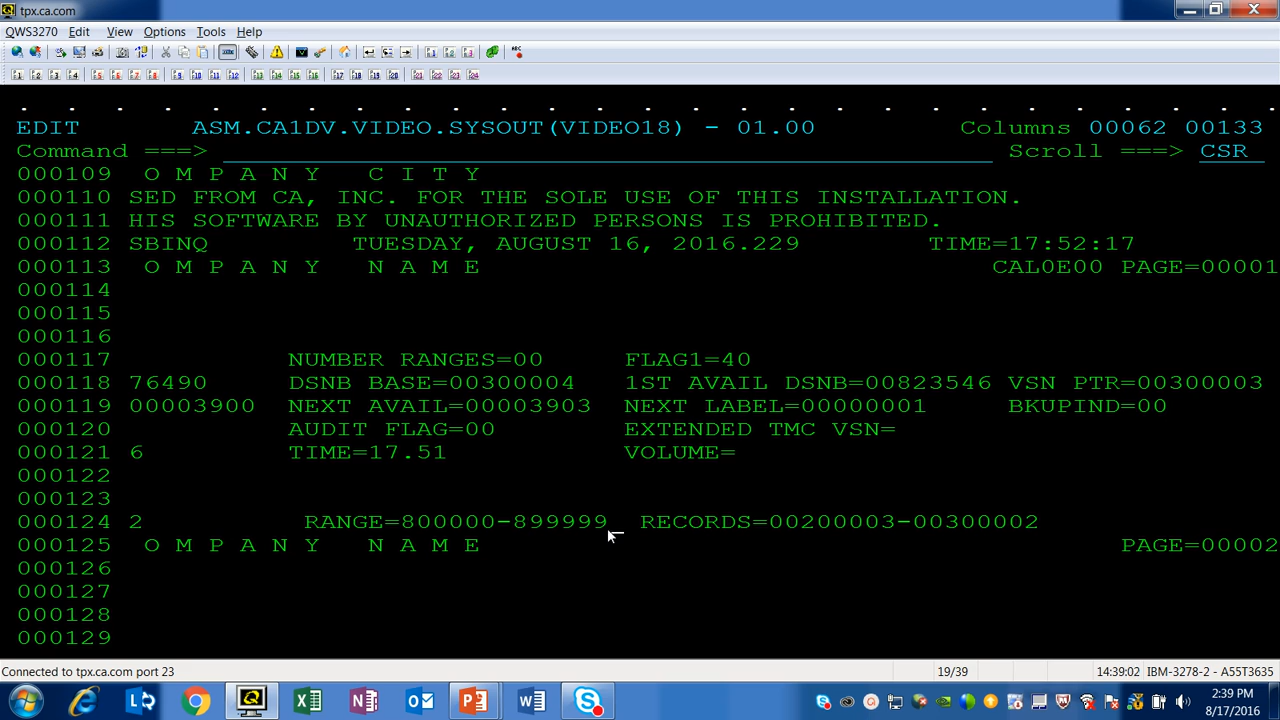 tpx.ca.com
QWS3270 Edit View Options Tools Help
EDIT ASM.CA1DV.VIDEO.SYSOUT(VIDEO18) - 01.00 Columns 00062 00133
Command ===> Scroll ===> CSR
000109 O M P A N Y C I T Y
000110 SED FROM CA, INC. FOR THE SOLE USE OF THIS INSTALLATION.
000111 HIS SOFTWARE BY UNAUTHORIZED PERSONS IS PROHIBITED.
000112 SBINQ TUESDAY, AUGUST 16, 2016.229 TIME=17:52:17
000113 O M P A N Y N A M E CAL0E00 PAGE=00001
000114
000115
000116
000117 NUMBER RANGES=00 FLAG1=40
000118 76490 DSNB BASE=00300004 1ST AVAIL DSNB=00823546 VSN PTR=00300003
000119 00003900 NEXT AVAIL=00003903 NEXT LABEL=00000001 BKUPIND=00
000120 AUDIT FLAG=00 EXTENDED TMC VSN=
000121 6 TIME=17.51 VOLUME=
000122
000123
000124 2 RANGE=800000-899999 RECORDS=00200003-00300002
000125 O M P A N Y N A M E PAGE=00002
000126
000127
000128
000129
Connected to tpx.ca.com port 23 19/39 14:39:02 IBM-3278-2 - A55T3635
2:39 PM
8/17/2016